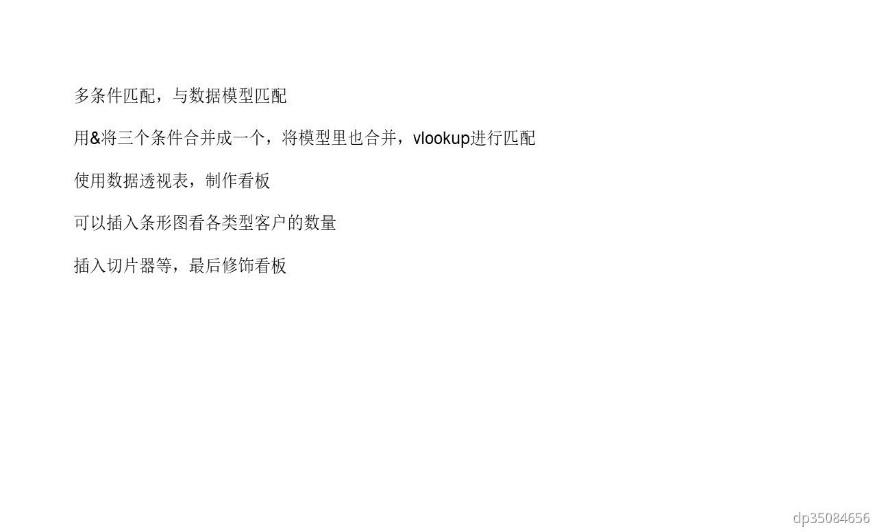 多条件匹配，与数据模型匹配
用&将三个条件合并成一个，将模型里也合并，vlookup进行匹配
使用数据透视表，制作看板
可以插入条形图看各类型客户的数量
插入切片器等，最后修饰看板
dp35084656